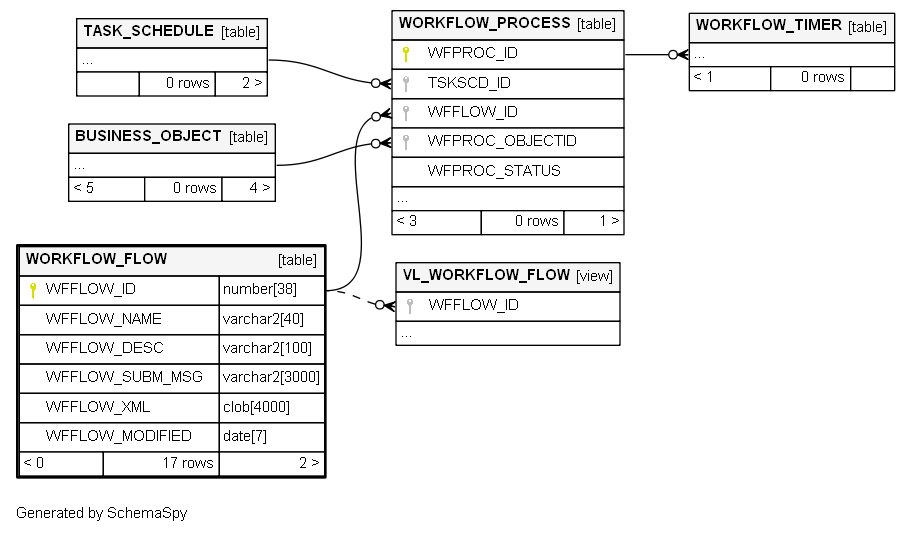 TASK_SCHEDULE [table]
...
0 rows 2 >
BUSINESS_OBJECT [table]
...
< 5 0 rows 4 >
WORKFLOW_PROCESS [table]
WFPROC_ID
TSKSCD_ID
WFFLOW_ID
WFPROC_OBJECTID
WFPROC_STATUS
...
< 3 0 rows 1 >
WORKFLOW_TIMER [table]
...
< 1 0 rows
WORKFLOW_FLOW [table]
WFFLOW_ID number[38]
WFFLOW_NAME varchar2[40]
WFFLOW_DESC varchar2[100]
WFFLOW_SUBM_MSG varchar2[3000]
WFFLOW_XML clob[4000]
WFFLOW_MODIFIED date[7]
< 0 17 rows 2 >
VL_WORKFLOW_FLOW [view]
WFFLOW_ID
...
Generated by SchemaSpy